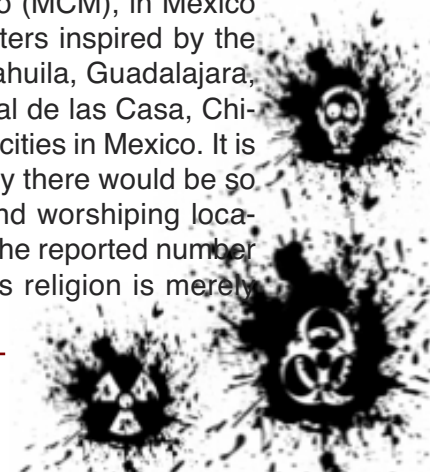 o (MCM), in Mexico
ters inspired by the
ahuila, Guadalajara,
al de las Casa, Chi-
cities in Mexico. It is
y there would be so
nd worshiping loca-
he reported number
s religion is merely